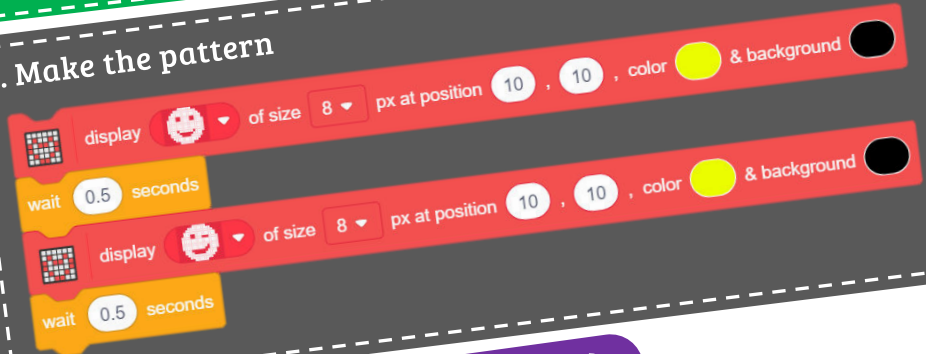 . Make the pattern
display of size 8 px at position 10 , 10 , color & background
wait 0.5 seconds
display of size 8 px at position 10 , 10 , color & background
wait 0.5 seconds